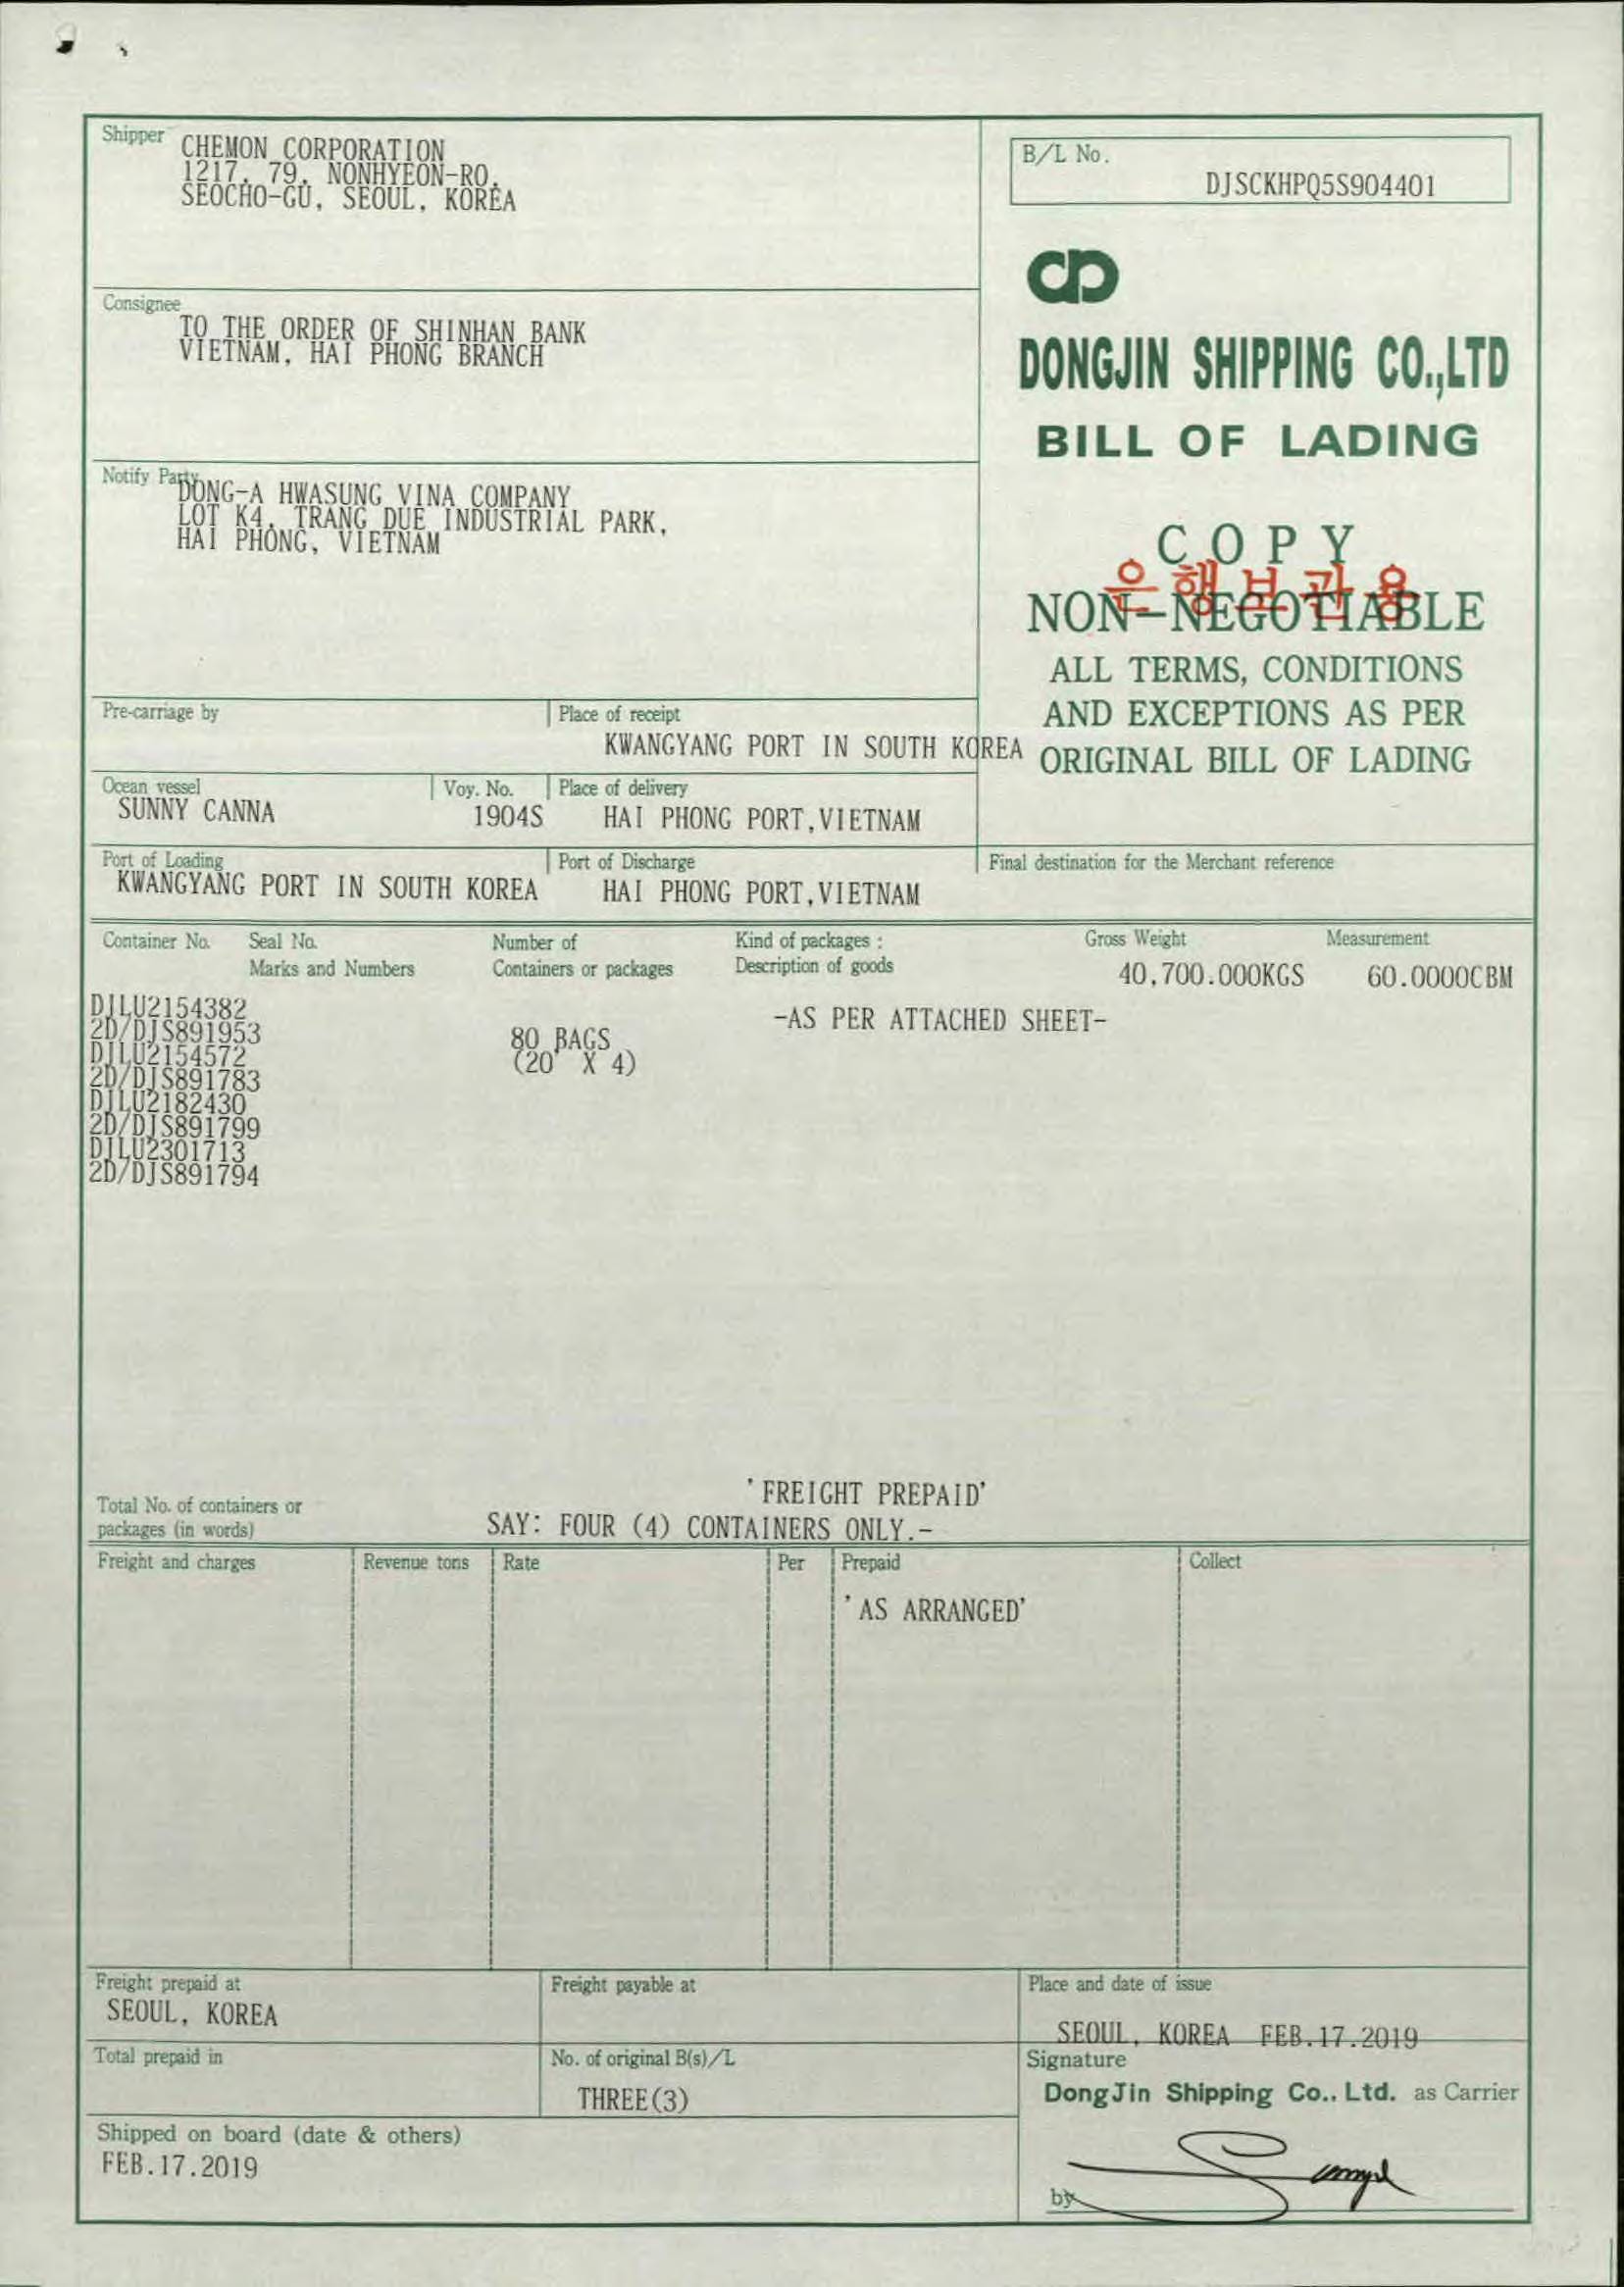 Shipper
CHEMON CORPORATION
1217, 79, NONHYEON-RO,
SEOCHO-GU, SEOUL, KOREA
B/L No.
DJSCKHPQ5S904401
Consignee
TO THE ORDER OF SHINHAN BANK
VIETNAM, HAI PHONG BRANCH
DONGJIN SHIPPING CO.,LTD
BILL OF LADING
Notify Party
DONG-A HWASUNG VINA COMPANY
LOT K4, TRANG DUE INDUSTRIAL PARK,
HAI PHONG, VIETNAM
COPY
은행보관용
NON-NEGOTIABLE
ALL TERMS, CONDITIONS
AND EXCEPTIONS AS PER
ORIGINAL BILL OF LADING
Pre-carriage by
Place of receipt
KWANGYANG PORT IN SOUTH KOREA
Ocean vessel
SUNNY CANNA
Voy. No.
1904S
Place of delivery
HAI PHONG PORT,VIETNAM
Port of Loading
KWANGYANG PORT IN SOUTH KOREA
Port of Discharge
HAI PHONG PORT,VIETNAM
Final destination for the Merchant reference
Container No. Seal No.
Marks and Numbers
Number of
Containers or packages
Kind of packages :
Description of goods
Gross Weight
40,700.000KGS
Measurement
60.0000CBM
DJLU2154382
2D/DJS891953
DJLU2154572
2D/DJS891783
DJLU2182430
2D/DJS891799
DJLU2301713
2D/DJS891794
80 BAGS
(20' X 4)
-AS PER ATTACHED SHEET-
'FREIGHT PREPAID'
Total No. of containers or
packages (in words)
SAY: FOUR (4) CONTAINERS ONLY.-
Freight and charges
Revenue tons
Rate
Per
Prepaid
Collect
'AS ARRANGED'
Freight prepaid at
SEOUL, KOREA
Freight payable at
Place and date of issue
SEOUL, KOREA FEB.17.2019
Total prepaid in
No. of original B(s)/L
THREE(3)
Signature
DongJin Shipping Co., Ltd. as Carrier
Shipped on board (date & others)
FEB.17.2019
by